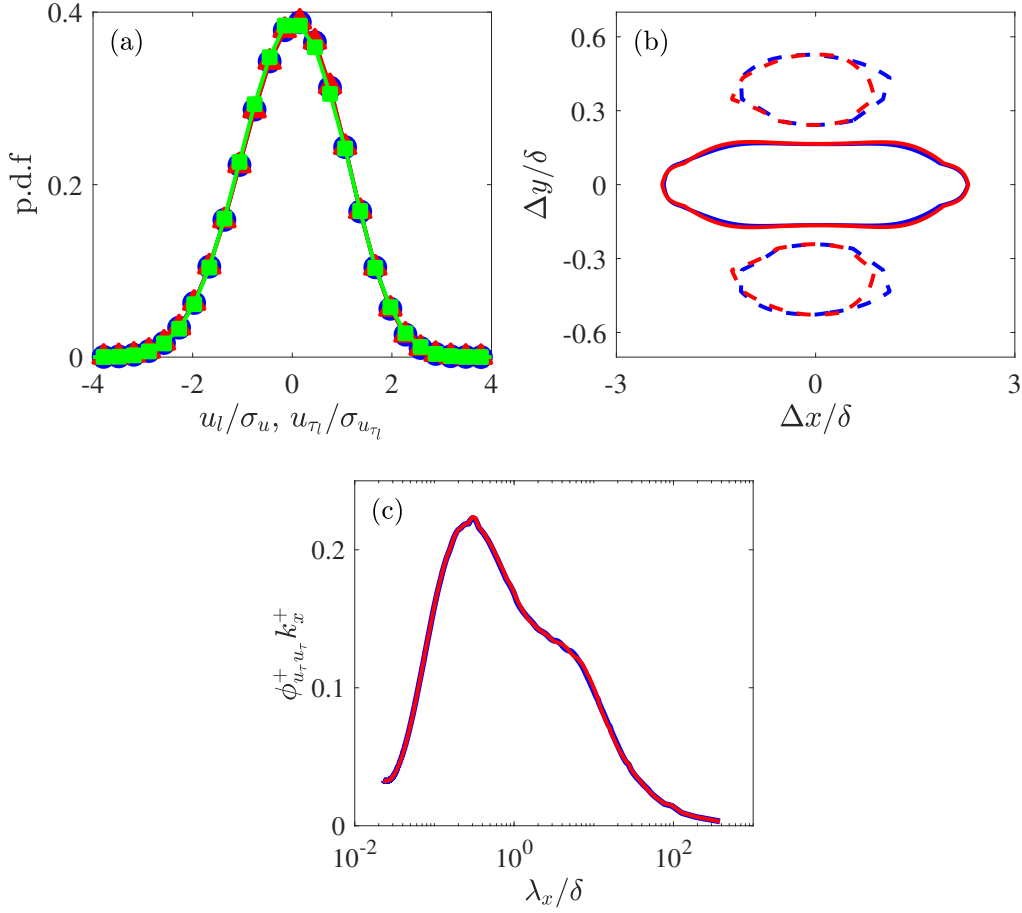 (a)
p.d.f
0.4
0.2
0
-4 -2 0 2 4
u_l/σ_u, u_{τ_l}/σ_{u_{τ_l}}
(b)
Δy/δ
0.6
0.3
0
-0.3
-0.6
-3 0 3
Δx/δ
(c)
φ^+_{u_τ u_τ} k_x^+
0.2
0.1
0
10^{-2} 10^0 10^2
λ_x/δ